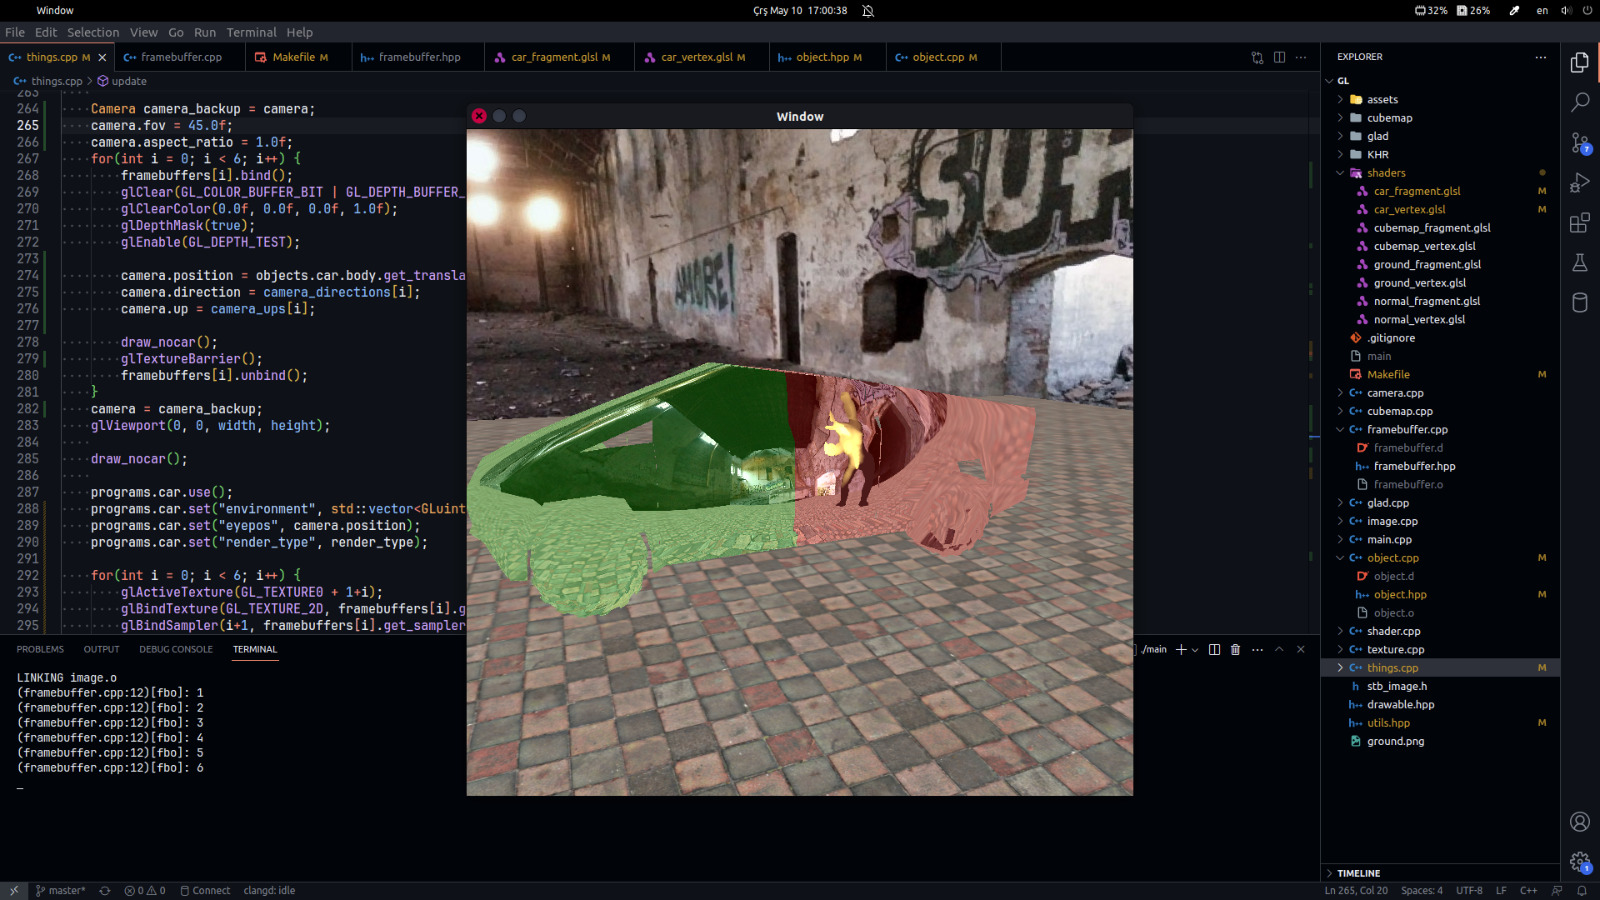 Window
Çrş May 10 17:00:38
32%
26%
en
File Edit Selection View Go Run Terminal Help
things.cpp M
framebuffer.cpp
Makefile M
framebuffer.hpp
car_fragment.glsl M
car_vertex.glsl M
object.hpp M
object.cpp M
things.cpp > update
263
264 Camera camera_backup = camera;
265 camera.fov = 45.0f;
266 camera.aspect_ratio = 1.0f;
267 for(int i = 0; i < 6; i++) {
268 framebuffers[i].bind();
269 glClear(GL_COLOR_BUFFER_BIT | GL_DEPTH_BUFFER_
270 glClearColor(0.0f, 0.0f, 0.0f, 1.0f);
271 glDepthMask(true);
272 glEnable(GL_DEPTH_TEST);
273
274 camera.position = objects.car.body.get_transla
275 camera.direction = camera_directions[i];
276 camera.up = camera_ups[i];
277
278 draw_nocar();
279 glTextureBarrier();
280 framebuffers[i].unbind();
281 }
282 camera = camera_backup;
283 glViewport(0, 0, width, height);
284
285 draw_nocar();
286
287 programs.car.use();
288 programs.car.set("environment", std::vector<GLuint
289 programs.car.set("eyepos", camera.position);
290 programs.car.set("render_type", render_type);
291
292 for(int i = 0; i < 6; i++) {
293 glActiveTexture(GL_TEXTURE0 + 1+i);
294 glBindTexture(GL_TEXTURE_2D, framebuffers[i].g
295 glBindSampler(i+1, framebuffers[i].get_sampler
Window
AMORE!
PROBLEMS OUTPUT DEBUG CONSOLE TERMINAL
./main
LINKING image.o
(framebuffer.cpp:12)[fbo]: 1
(framebuffer.cpp:12)[fbo]: 2
(framebuffer.cpp:12)[fbo]: 3
(framebuffer.cpp:12)[fbo]: 4
(framebuffer.cpp:12)[fbo]: 5
(framebuffer.cpp:12)[fbo]: 6
EXPLORER
GL
assets
cubemap
glad
KHR
shaders
car_fragment.glsl M
car_vertex.glsl M
cubemap_fragment.glsl
cubemap_vertex.glsl
ground_fragment.glsl
ground_vertex.glsl
normal_fragment.glsl
normal_vertex.glsl
.gitignore
main
Makefile M
camera.cpp
cubemap.cpp
framebuffer.cpp
framebuffer.d
framebuffer.hpp
framebuffer.o
glad.cpp
image.cpp
main.cpp
object.cpp M
object.d
object.hpp M
object.o
shader.cpp
texture.cpp
things.cpp M
stb_image.h
drawable.hpp
utils.hpp M
ground.png
TIMELINE
7
1
master*
0 0
Connect
clangd: idle
Ln 265, Col 20
Spaces: 4
UTF-8
LF
C++